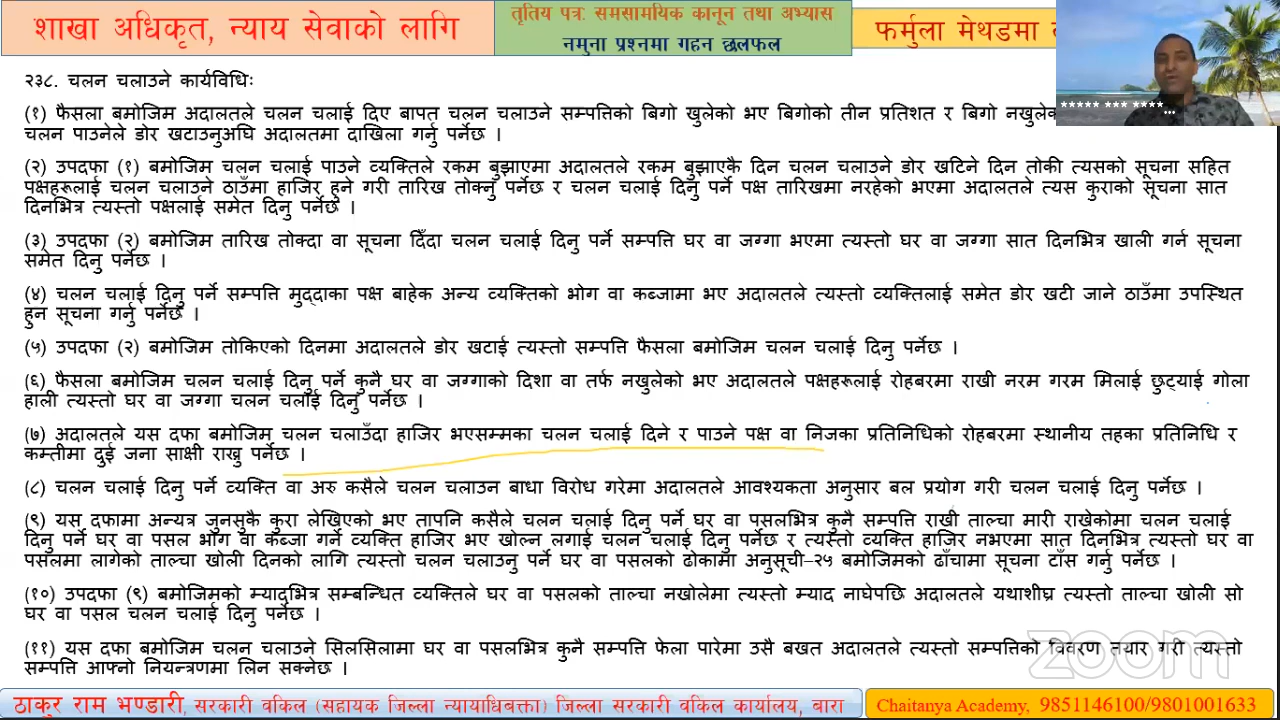 शाखा अधिकृत, न्याय सेवाको लागि
तृतिय पत्र: समसामयिक कानून तथा अभ्यास
नमुना प्रश्नमा गहन छलफल
फर्मुला मेथडमा
***** *** ****...
२३८. चलन चलाउने कार्यविधिः
(१) फैसला बमोजिम अदालतले चलन चलाई दिए बापत चलन चलाउने सम्पत्तिको बिगो खुलेको भए बिगोको तीन प्रतिशत र बिगो नखुलेको
चलन पाउनेले डोर खटाउनुअघि अदालतमा दाखिला गर्नु पर्नेछ ।
(२) उपदफा (१) बमोजिम चलन चलाई पाउने व्यक्तिले रकम बुझाएमा अदालतले रकम बुझाएकै दिन चलन चलाउने डोर खटिने दिन तोकी त्यसको सूचना सहित
पक्षहरूलाई चलन चलाउने ठाउँमा हाजिर हुने गरी तारिख तोक्नु पर्नेछ र चलन चलाई दिनु पर्ने पक्ष तारिखमा नरहेको भएमा अदालतले त्यस कुराको सूचना सात
दिनभित्र त्यस्तो पक्षलाई समेत दिनु पर्नेछ ।
(३) उपदफा (२) बमोजिम तारिख तोक्दा वा सूचना दिँदा चलन चलाई दिनु पर्ने सम्पत्ति घर वा जग्गा भएमा त्यस्तो घर वा जग्गा सात दिनभित्र खाली गर्न सूचना
समेत दिनु पर्नेछ ।
(४) चलन चलाई दिनु पर्ने सम्पत्ति मुद्दाका पक्ष बाहेक अन्य व्यक्तिको भोग वा कब्जामा भए अदालतले त्यस्तो व्यक्तिलाई समेत डोर खटी जाने ठाउँमा उपस्थित
हुन सूचना गर्नु पर्नेछ ।
(५) उपदफा (२) बमोजिम तोकिएको दिनमा अदालतले डोर खटाई त्यस्तो सम्पत्ति फैसला बमोजिम चलन चलाई दिनु पर्नेछ ।
(६) फैसला बमोजिम चलन चलाई दिनु पर्ने कुनै घर वा जग्गाको दिशा वा तर्फ नखुलेको भए अदालतले पक्षहरूलाई रोहबरमा राखी नरम गरम मिलाई छुट्याई गोला
हाली त्यस्तो घर वा जग्गा चलन चलाई दिनु पर्नेछ ।
(७) अदालतले यस दफा बमोजिम चलन चलाउँदा हाजिर भएसम्मका चलन चलाई दिने र पाउने पक्ष वा निजका प्रतिनिधिको रोहबरमा स्थानीय तहका प्रतिनिधि र
कम्तीमा दुई जना साक्षी राख्नु पर्नेछ ।
(८) चलन चलाई दिनु पर्ने व्यक्ति वा अरु कसैले चलन चलाउन बाधा विरोध गरेमा अदालतले आवश्यकता अनुसार बल प्रयोग गरी चलन चलाई दिनु पर्नेछ ।
(९) यस दफामा अन्यत्र जुनसुकै कुरा लेखिएको भए तापनि कसैले चलन चलाई दिनु पर्ने घर वा पसलभित्र कुनै सम्पत्ति राखी ताल्चा मारी राखेकोमा चलन चलाई
दिनु पर्ने घर वा पसल भोग वा कब्जा गर्ने व्यक्ति हाजिर भए खोल्न लगाई चलन चलाई दिनु पर्नेछ र त्यस्तो व्यक्ति हाजिर नभएमा सात दिनभित्र त्यस्तो घर वा
पसलमा लागेको ताल्चा खोली दिनको लागि त्यस्तो चलन चलाउनु पर्ने घर वा पसलको ढोकामा अनुसूची–२५ बमोजिमको ढाँचामा सूचना टाँस गर्नु पर्नेछ ।
(१०) उपदफा (९) बमोजिमको म्यादभित्र सम्बन्धित व्यक्तिले घर वा पसलको ताल्चा नखोलेमा त्यस्तो म्याद नाघेपछि अदालतले यथाशीघ्र त्यस्तो ताल्चा खोली सो
घर वा पसल चलन चलाई दिनु पर्नेछ ।
(११) यस दफा बमोजिम चलन चलाउने सिलसिलामा घर वा पसलभित्र कुनै सम्पत्ति फेला पारेमा उसै बखत अदालतले त्यस्तो सम्पत्तिको विवरण तयार गरी त्यस्तो
सम्पत्ति आफ्नो नियन्त्रणमा लिन सक्नेछ ।
zoom
ठाकुर राम भण्डारी, सरकारी वकिल (सहायक जिल्ला न्यायाधिबक्ता) जिल्ला सरकारी वकिल कार्यालय, बारा
Chaitanya Academy, 9851146100/9801001633